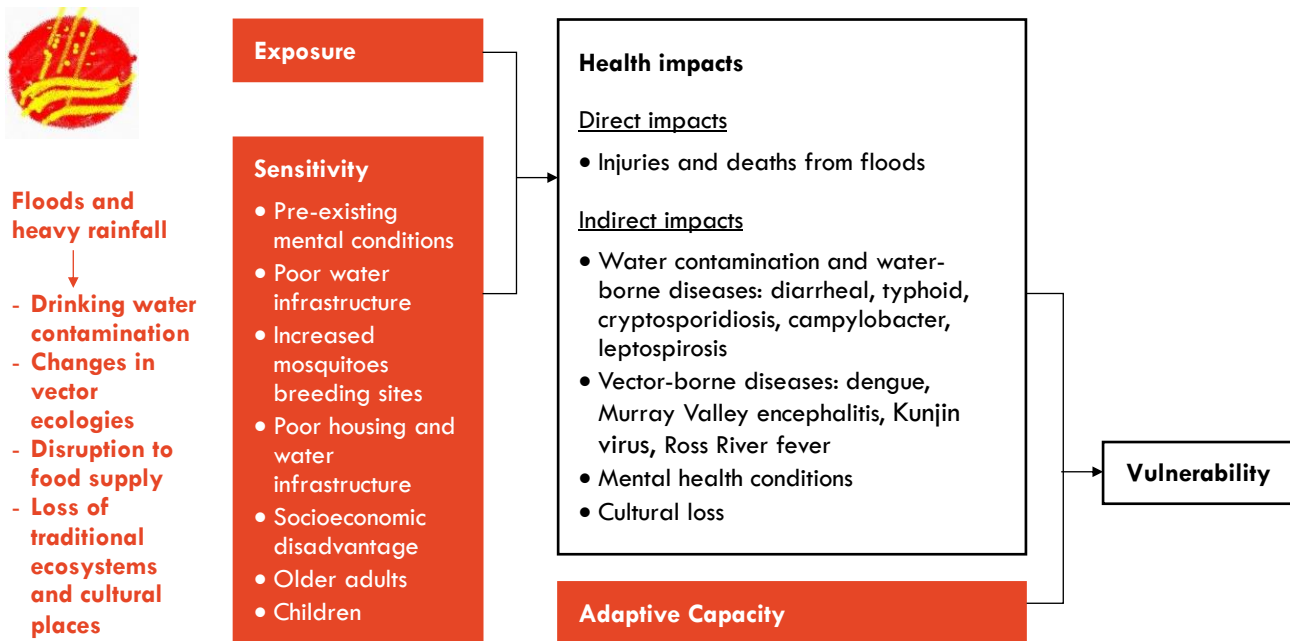 Floods and
heavy rainfall
- Drinking water
contamination
- Changes in
vector
ecologies
- Disruption to
food supply
- Loss of
traditional
ecosystems
and cultural
places
Exposure
Sensitivity
• Pre-existing
mental conditions
• Poor water
infrastructure
• Increased
mosquitoes
breeding sites
• Poor housing and
water
infrastructure
• Socioeconomic
disadvantage
• Older adults
• Children
Health impacts
Direct impacts
• Injuries and deaths from floods
Indirect impacts
• Water contamination and water-
borne diseases: diarrheal, typhoid,
cryptosporidiosis, campylobacter,
leptospirosis
• Vector-borne diseases: dengue,
Murray Valley encephalitis, Kunjin
virus, Ross River fever
• Mental health conditions
• Cultural loss
Adaptive Capacity
Vulnerability